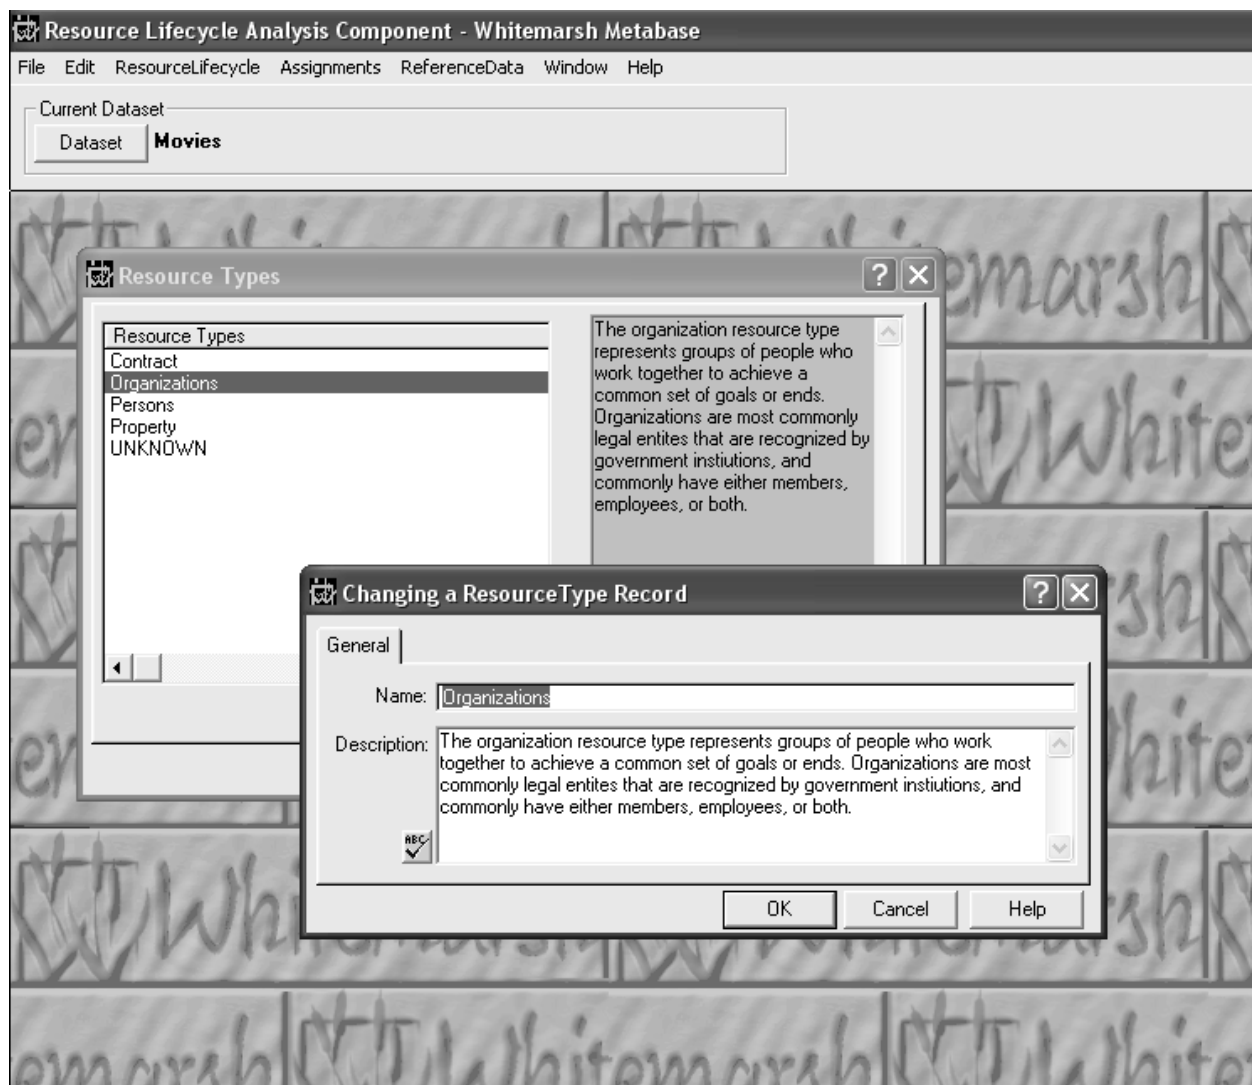 Resource Lifecycle Analysis Component - Whitemarsh Metabase
File Edit ResourceLifecycle Assignments ReferenceData Window Help
Current Dataset
Dataset Movies
Resource Types
Resource Types
Contract
Organizations
Persons
Property
UNKNOWN
The organization resource type
represents groups of people who
work together to achieve a
common set of goals or ends.
Organizations are most commonly
legal entites that are recognized by
government instiutions, and
commonly have either members,
employees, or both.
Changing a ResourceType Record
General
Name: Organizations
Description: The organization resource type represents groups of people who work
together to achieve a common set of goals or ends. Organizations are most
commonly legal entites that are recognized by government instiutions, and
commonly have either members, employees, or both.
ABC
OK Cancel Help
Whitemarsh